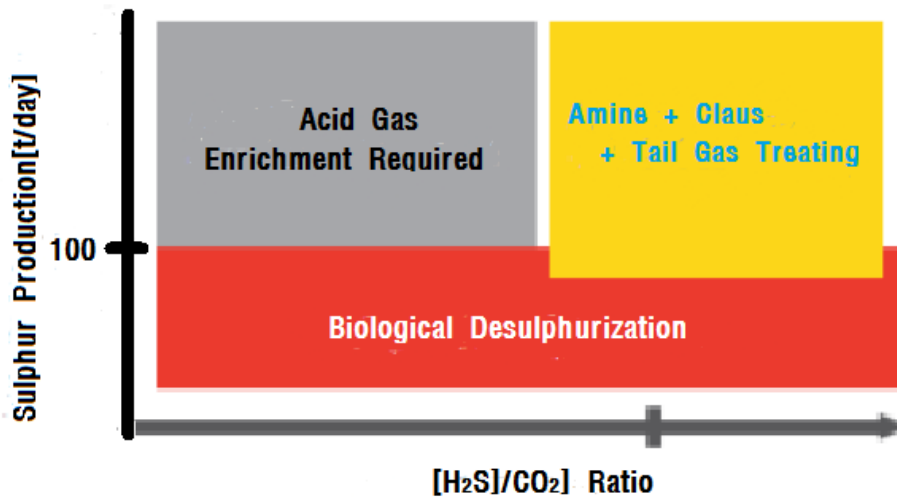 Sulphur Production[t/day]
Acid Gas
Enrichment Required
Amine + Claus
+ Tail Gas Treating
100
Biological Desulphurization
[H₂S]/CO₂] Ratio